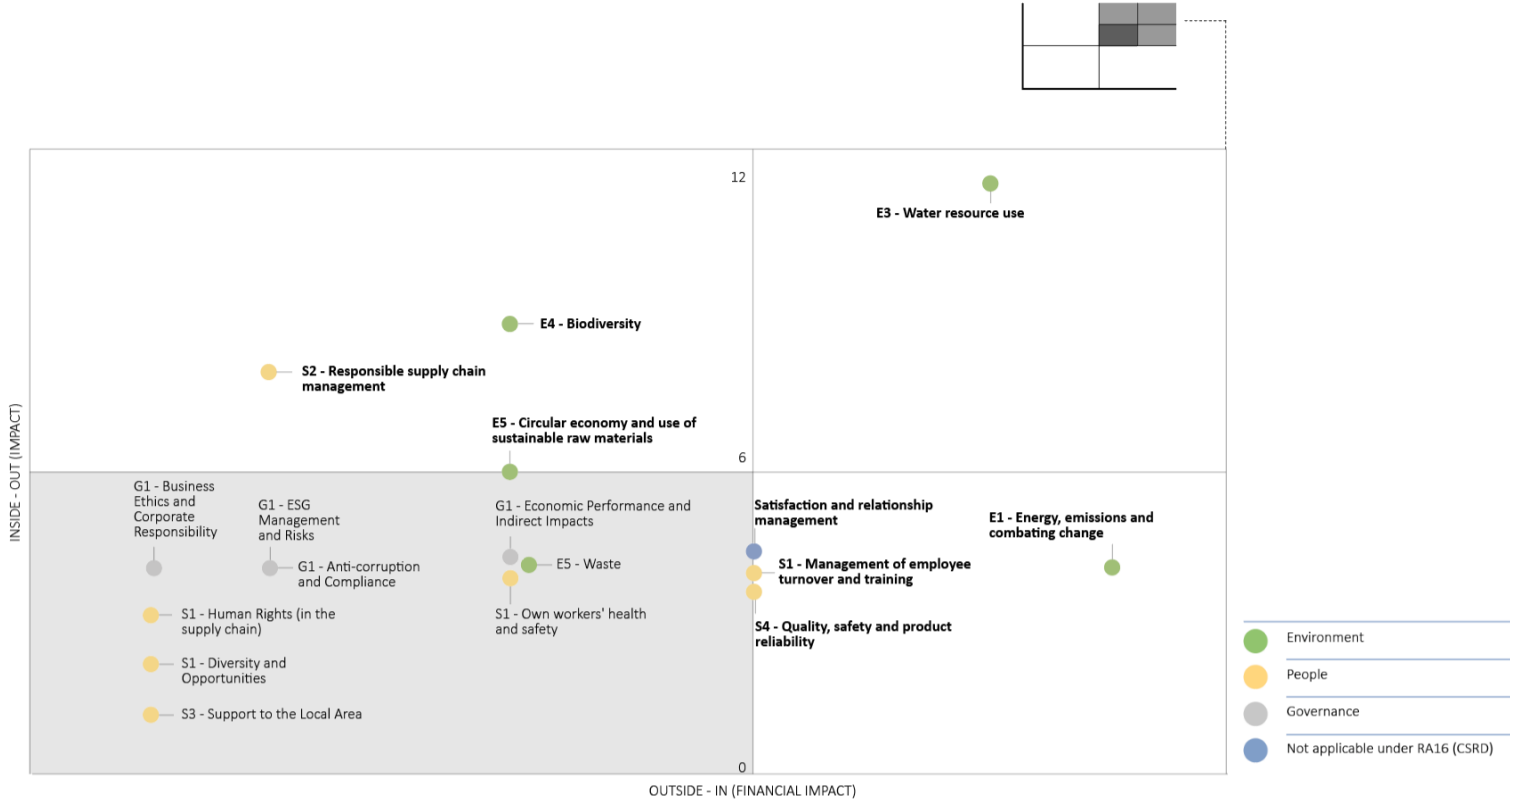 12
E3 - Water resource use
E4 - Biodiversity
S2 - Responsible supply chain
management
E5 - Circular economy and use of
sustainable raw materials
6
INSIDE - OUT (IMPACT)
G1 - Business
Ethics and
Corporate
Responsibility
G1 - ESG
Management
and Risks
G1 - Anti-corruption
and Compliance
G1 - Economic Performance and
Indirect Impacts
E5 - Waste
S1 - Own workers' health
and safety
S1 - Human Rights (in the
supply chain)
S1 - Diversity and
Opportunities
S3 - Support to the Local Area
Satisfaction and relationship
management
S1 - Management of employee
turnover and training
S4 - Quality, safety and product
reliability
E1 - Energy, emissions and
combating change
0
OUTSIDE - IN (FINANCIAL IMPACT)
Environment
People
Governance
Not applicable under RA16 (CSRD)